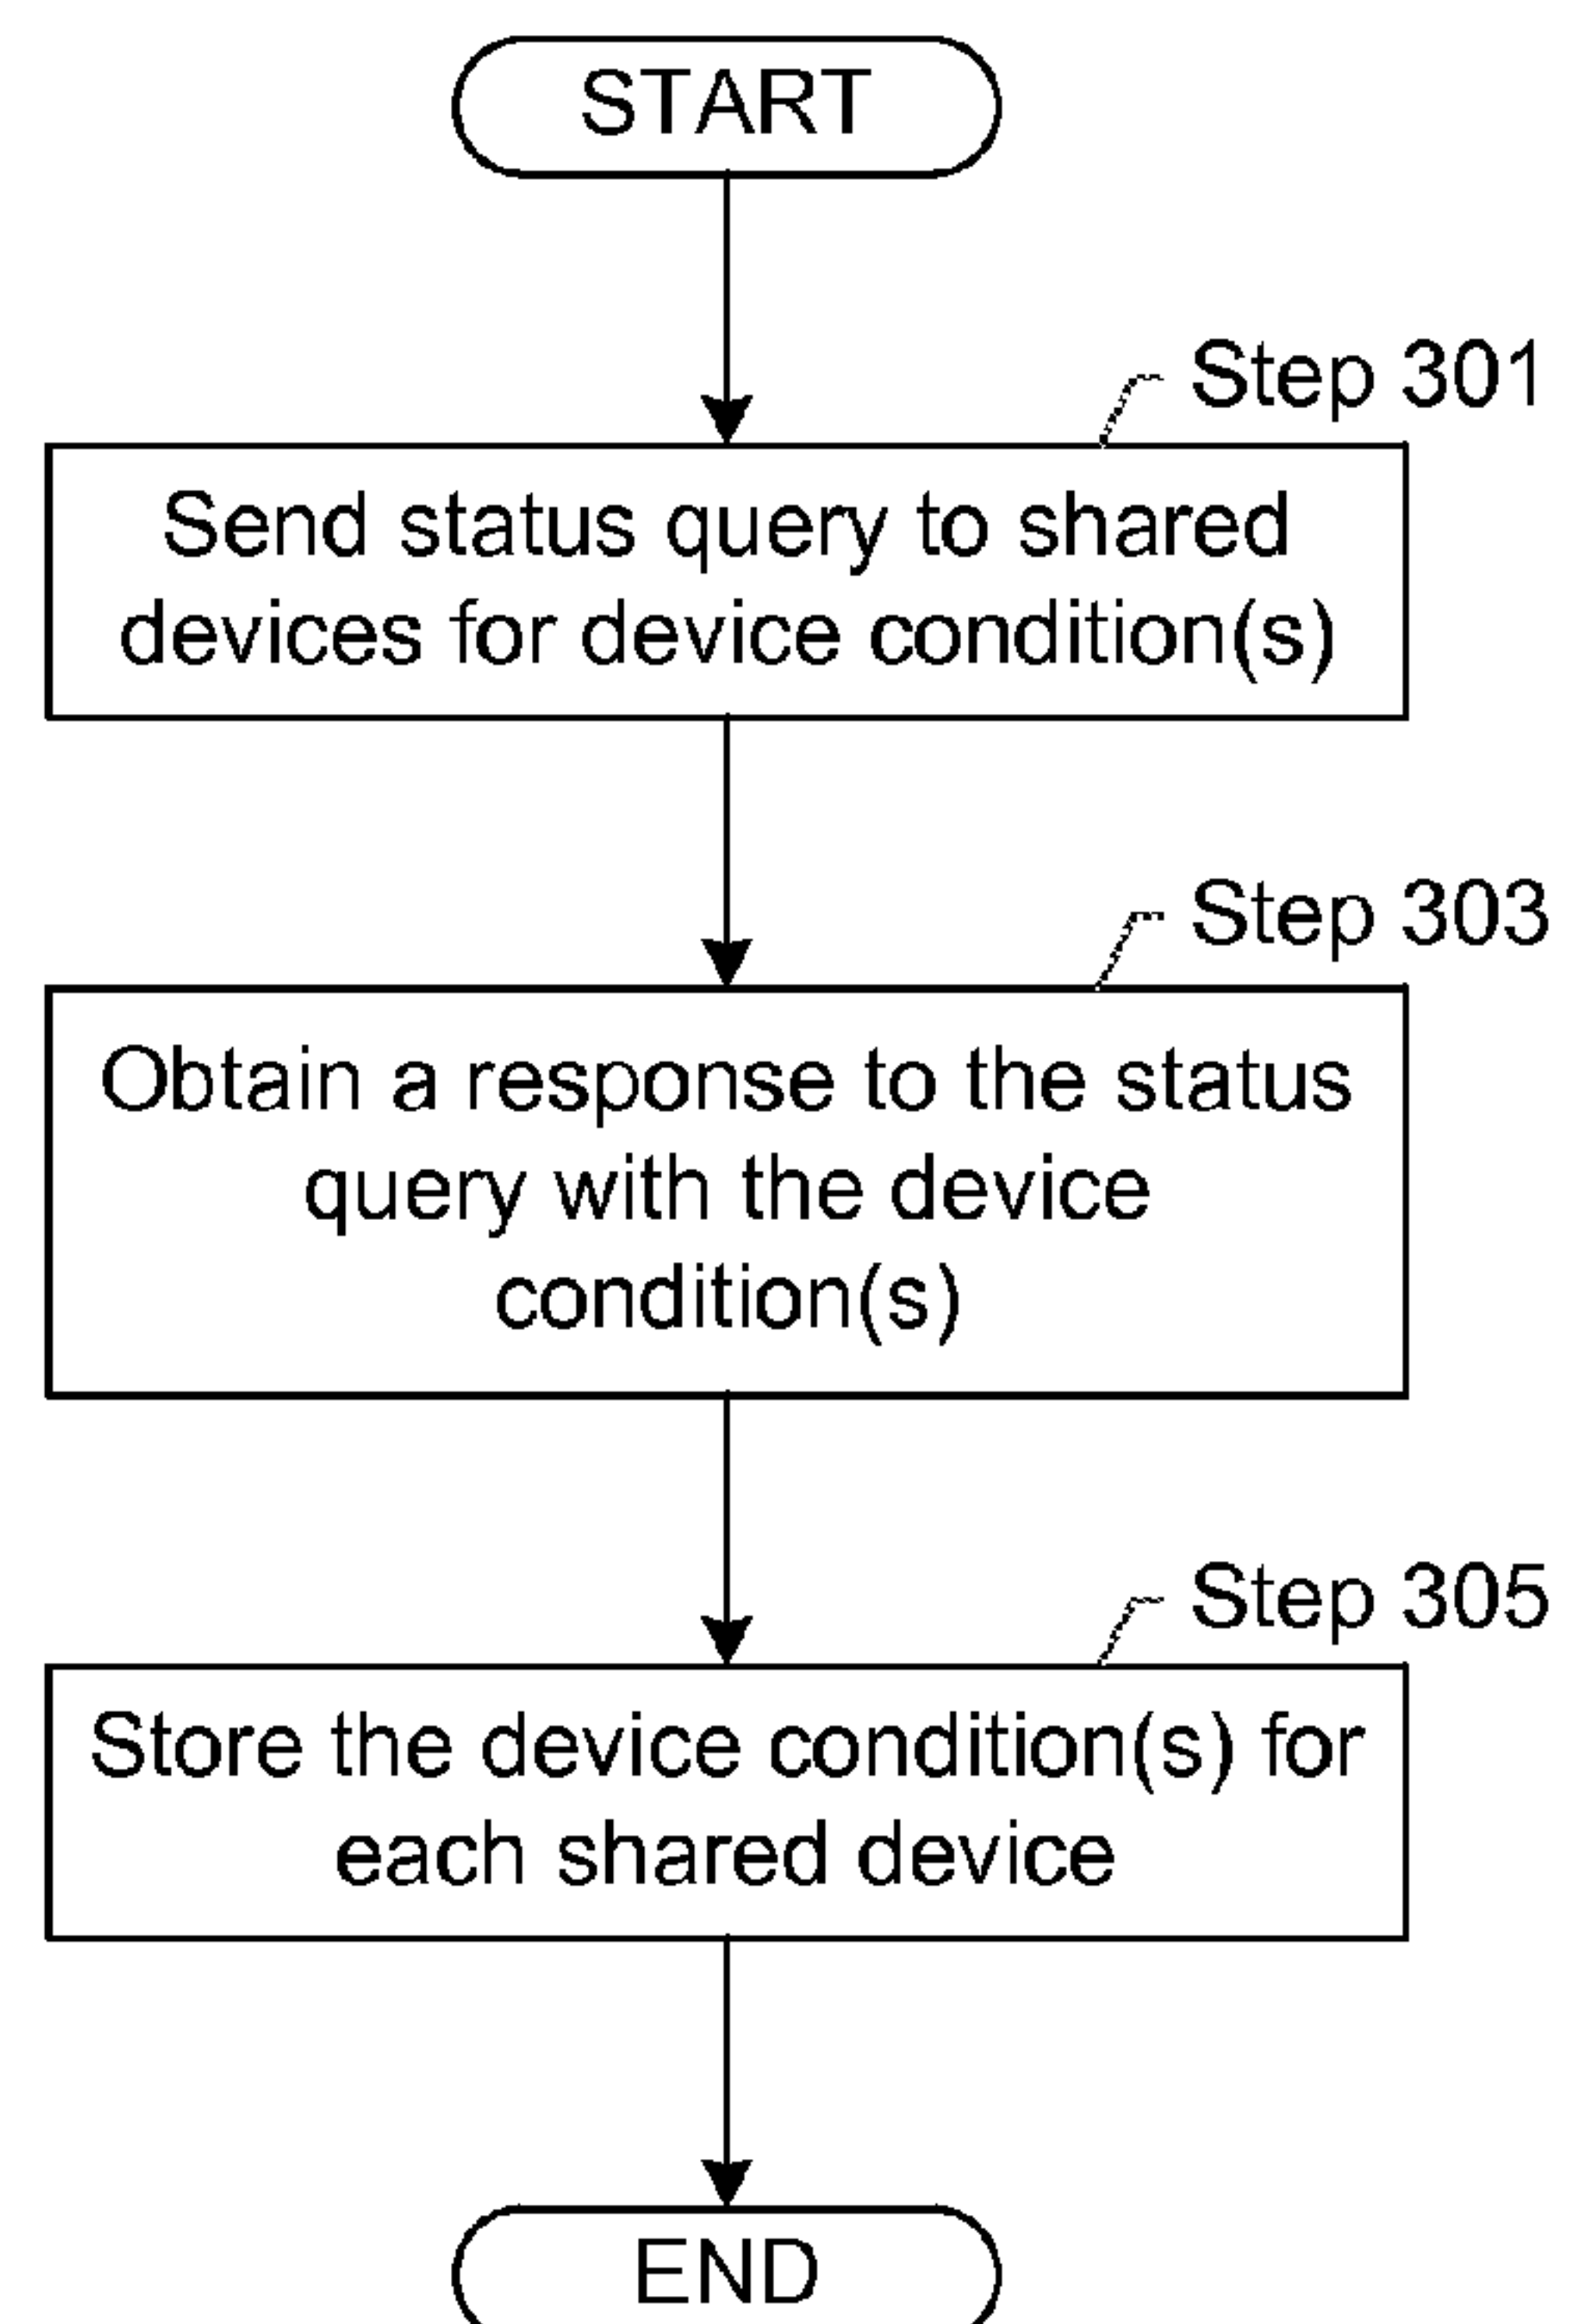 START
Step 301
Send status query to shared
devices for device condition(s)
Step 303
Obtain a response to the status
query with the device
condition(s)
Step 305
Store the device condition(s) for
each shared device
END